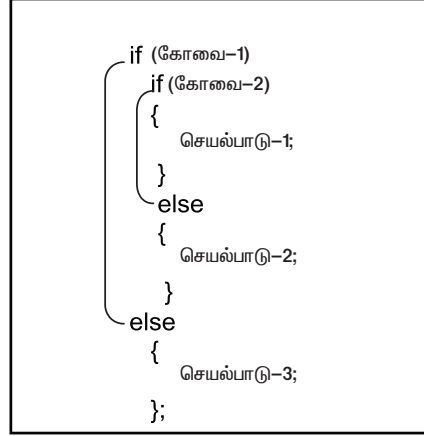 if (கோவை–1)
if (கோவை–2)
{
செயல்பாடு–1;
}
else
{
செயல்பாடு–2;
}
else
{
செயல்பாடு–3;
};